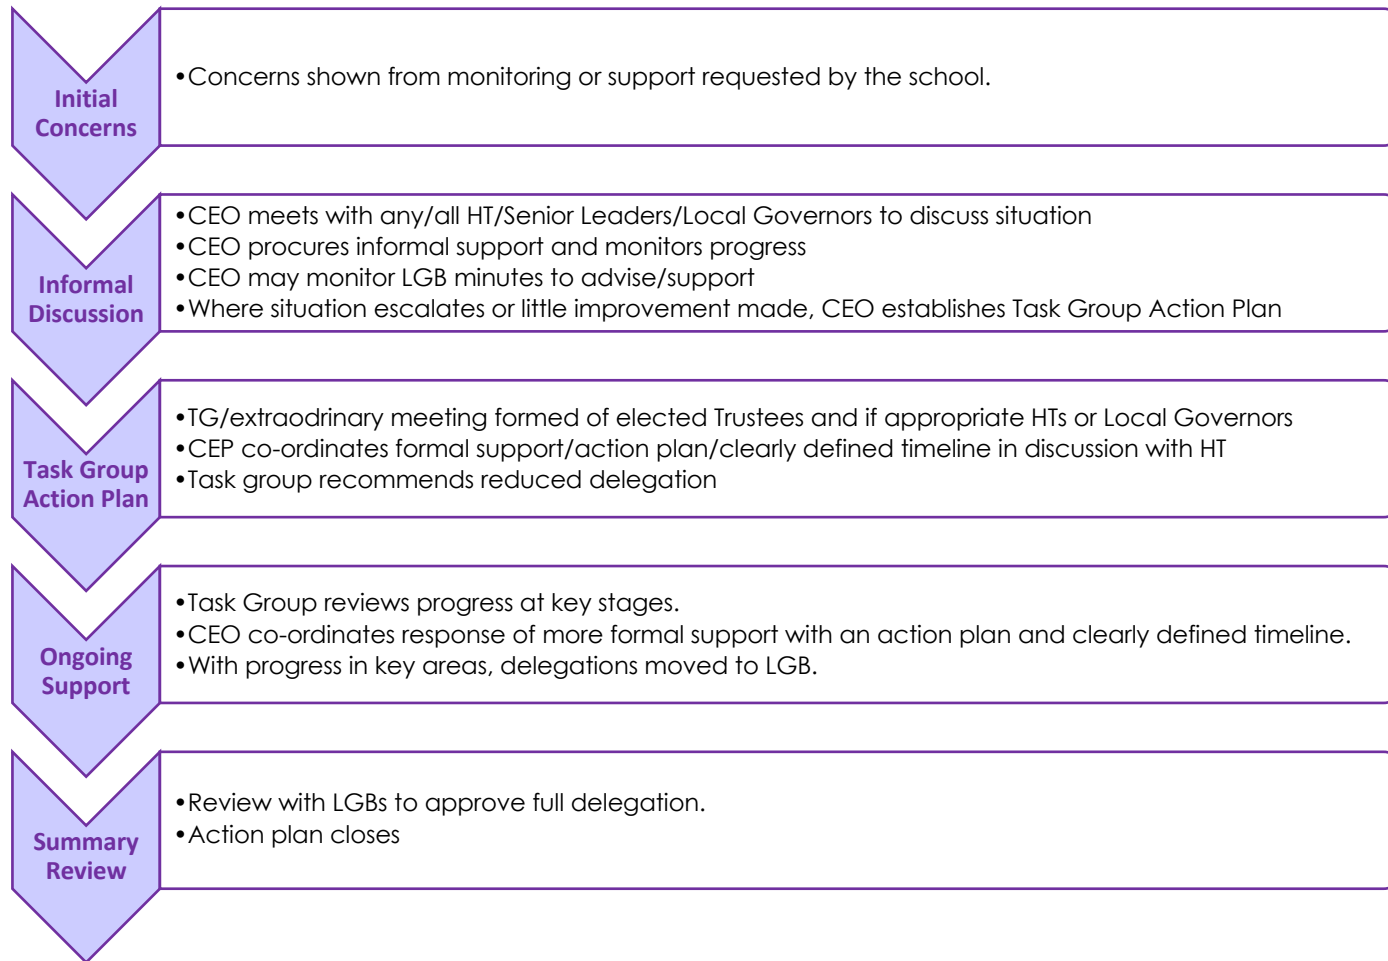 Initial
Concerns
•Concerns shown from monitoring or support requested by the school.
Informal
Discussion
•CEO meets with any/all HT/Senior Leaders/Local Governors to discuss situation
•CEO procures informal support and monitors progress
•CEO may monitor LGB minutes to advise/support
•Where situation escalates or little improvement made, CEO establishes Task Group Action Plan
Task Group
Action Plan
•TG/extraodrinary meeting formed of elected Trustees and if appropriate HTs or Local Governors
•CEP co-ordinates formal support/action plan/clearly defined timeline in discussion with HT
•Task group recommends reduced delegation
Ongoing
Support
•Task Group reviews progress at key stages.
•CEO co-ordinates response of more formal support with an action plan and clearly defined timeline.
•With progress in key areas, delegations moved to LGB.
Summary
Review
•Review with LGBs to approve full delegation.
•Action plan closes